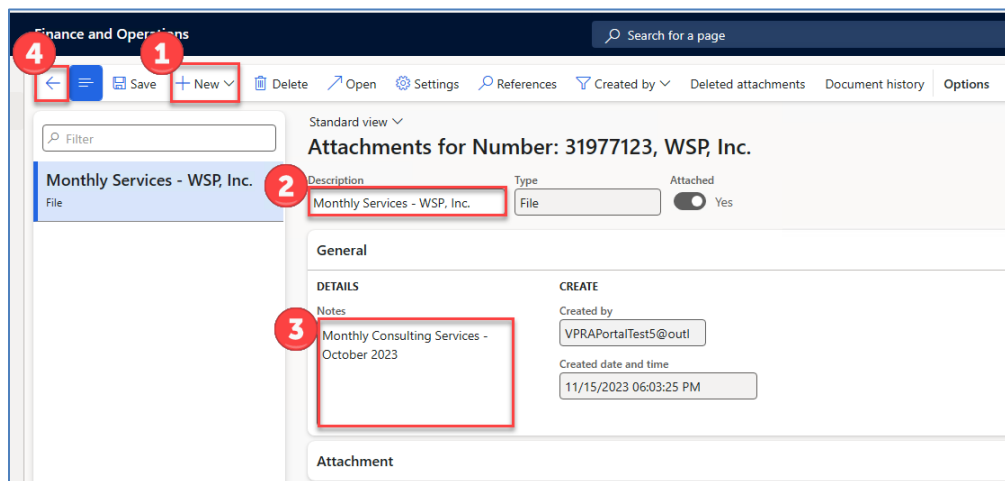 Finance and Operations
Search for a page
4
1
Save
New
Delete
Open
Settings
References
Created by
Deleted attachments
Document history
Options
Filter
Monthly Services - WSP, Inc.
File
Standard view
Attachments for Number: 31977123, WSP, Inc.
2
Description
Type
Attached
Monthly Services - WSP, Inc.
File
Yes
General
DETAILS
CREATE
Notes
Created by
3
Monthly Consulting Services -
October 2023
VPRAPortalTest5@outl
Created date and time
11/15/2023 06:03:25 PM
Attachment